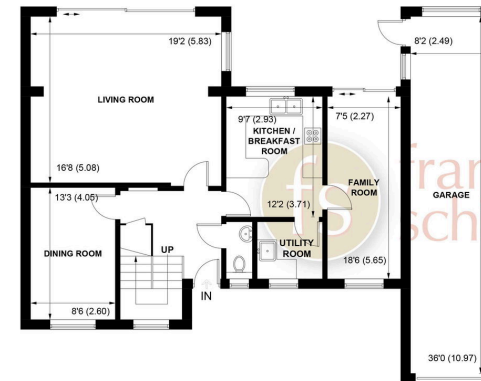 19'2 (5.83)
8'2 (2.49)
LIVING ROOM
9'7 (2.93)
7'5 (2.27)
KITCHEN /
BREAKFAST
ROOM
16'8 (5.08)
13'3 (4.05)
12'2 (3.71)
FAMILY
ROOM
GARAGE
fs
fran
sch
DINING ROOM
UP
UTILITY
ROOM
18'6 (5.65)
8'6 (2.60)
IN
36'0 (10.97)